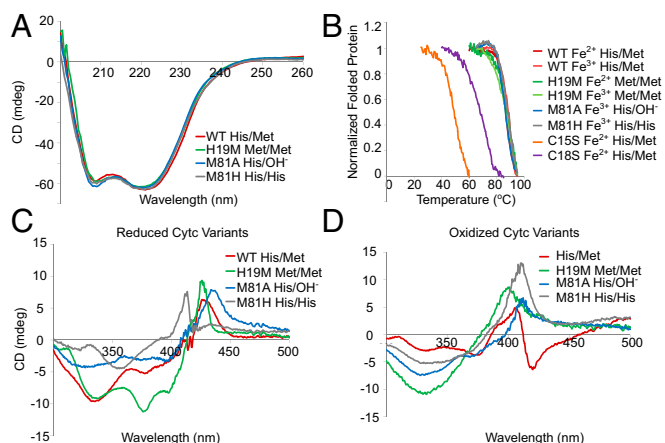 A
20
0
-20
-40
-60
CD (mdeg)
210 220 230 240 250 260
WT His/Met
H19M Met/Met
M81A His/OH-
M81H His/His
Wavelength (nm)
B
1.2
1
0.8
0.6
0.4
0.2
0
Normalized Folded Protein
0 20 40 60 80 100
Temperature (°C)
WT Fe²⁺ His/Met
WT Fe³⁺ His/Met
H19M Fe²⁺ Met/Met
H19M Fe³⁺ Met/Met
M81A Fe³⁺ His/OH-
M81H Fe³⁺ His/His
C15S Fe²⁺ His/Met
C18S Fe²⁺ His/Met
C
Reduced Cytc Variants
15
10
5
0
-5
-10
-15
CD (mdeg)
350 400 450 500
WT His/Met
H19M Met/Met
M81A His/OH-
M81H His/His
Wavelength (nm)
D
Oxidized Cytc Variants
15
10
5
0
-5
-10
-15
350 400 450 500
His/Met
H19M Met/Met
M81A His/OH-
M81H His/His
Wavelength (nm)